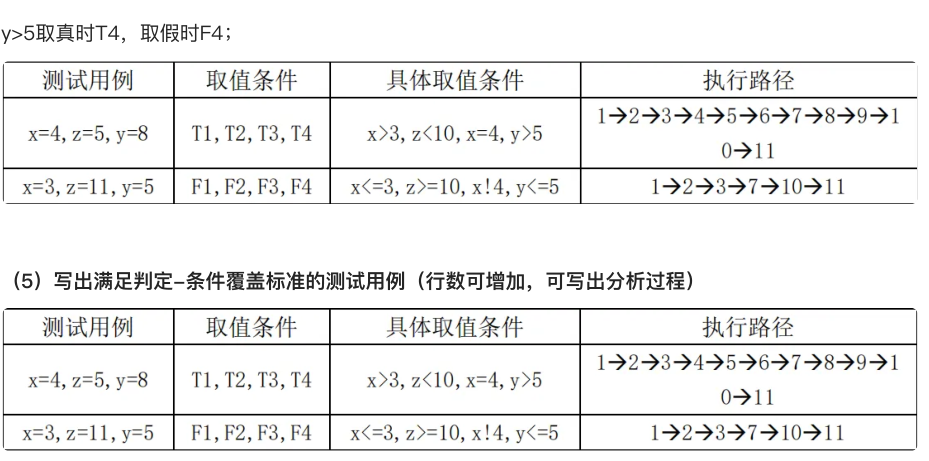 y>5取真时T4，取假时F4；
测试用例 取值条件 具体取值条件 执行路径
x=4,z=5,y=8 T1,T2,T3,T4 x>3,z<10,x=4,y>5 1→2→3→4→5→6→7→8→9→1
0→11
x=3,z=11,y=5 F1,F2,F3,F4 x<=3,z>=10,x!4,y<=5 1→2→3→7→10→11
（5）写出满足判定–条件覆盖标准的测试用例（行数可增加，可写出分析过程）
测试用例 取值条件 具体取值条件 执行路径
x=4,z=5,y=8 T1,T2,T3,T4 x>3,z<10,x=4,y>5 1→2→3→4→5→6→7→8→9→1
0→11
x=3,z=11,y=5 F1,F2,F3,F4 x<=3,z>=10,x!4,y<=5 1→2→3→7→10→11